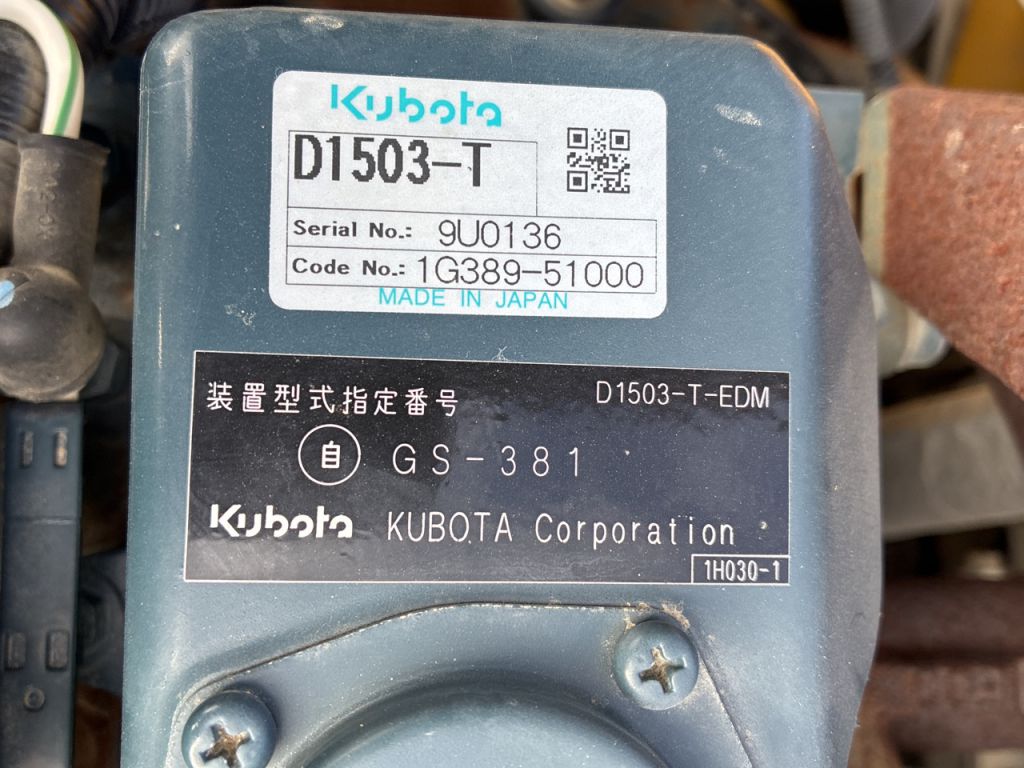 Kubota
D1503-T
Serial No.: 9U0136
Code No.: 1G389-51000
MADE IN JAPAN
装置型式指定番号 D1503-T-EDM
自 GS-381
Kubota KUBOTA Corporation
1H030-1